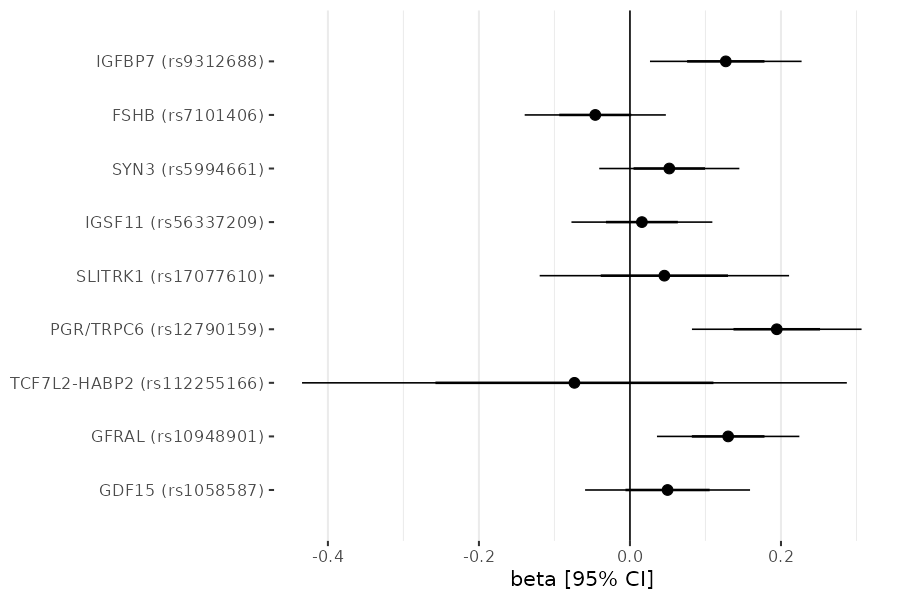 IGFBP7 (rs9312688)
FSHB (rs7101406)
SYN3 (rs5994661)
IGSF11 (rs56337209)
SLITRK1 (rs17077610)
PGR/TRPC6 (rs12790159)
TCF7L2-HABP2 (rs112255166)
GFRAL (rs10948901)
GDF15 (rs1058587)
-0.4 -0.2 0.0 0.2
beta [95% CI]